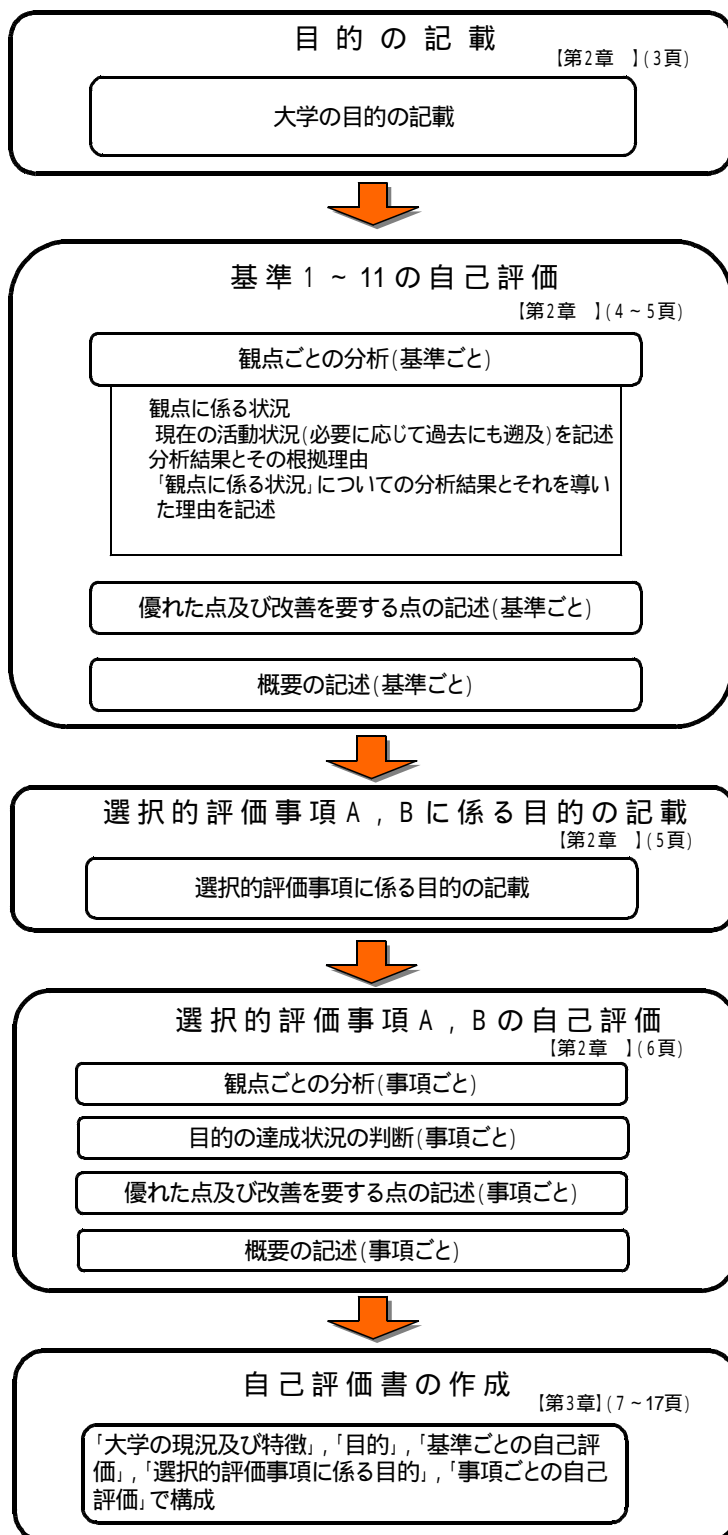 目的の記載
【第2章　】(3頁)
大学の目的の記載
基準1～11の自己評価
【第2章　】(4～5頁)
観点ごとの分析(基準ごと)
観点に係る状況
現在の活動状況(必要に応じて過去にも遡及)を記述
分析結果とその根拠理由
「観点に係る状況」についての分析結果とそれを導い
た理由を記述
優れた点及び改善を要する点の記述(基準ごと)
概要の記述(基準ごと)
選択的評価事項A，Bに係る目的の記載
【第2章　】(5頁)
選択的評価事項に係る目的の記載
選択的評価事項A，Bの自己評価
【第2章　】(6頁)
観点ごとの分析(事項ごと)
目的の達成状況の判断(事項ごと)
優れた点及び改善を要する点の記述(事項ごと)
概要の記述(事項ごと)
自己評価書の作成
【第3章】(7～17頁)
「大学の現況及び特徴」，「目的」，「基準ごとの自己評
価」，「選択的評価事項に係る目的」，「事項ごとの自己
評価」で構成